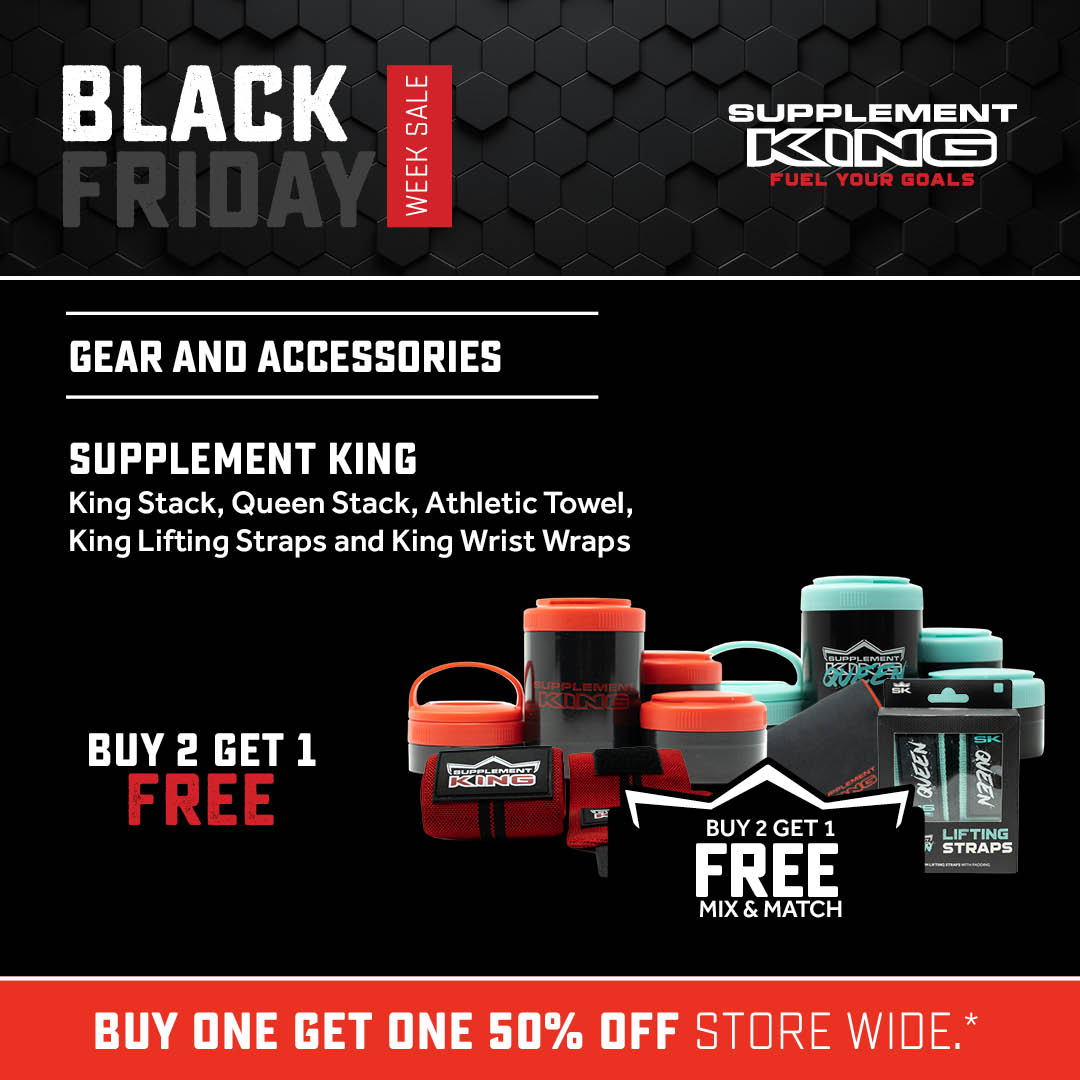 BLACK
FRIDAY
WEEK SALE
SUPPLEMENT
KING
FUEL YOUR GOALS
GEAR AND ACCESSORIES
SUPPLEMENT KING
King Stack, Queen Stack, Athletic Towel,
King Lifting Straps and King Wrist Wraps
BUY 2 GET 1
FREE
SUPPLEMENT
KING
SUPPLEMENT
QUEEN
SUPPLEMENT
KING
SK
SK
QUEEN
QUEEN
LIFTING
STRAPS
BUY 2 GET 1
FREE
MIX & MATCH
BUY ONE GET ONE 50% OFF STORE WIDE.*